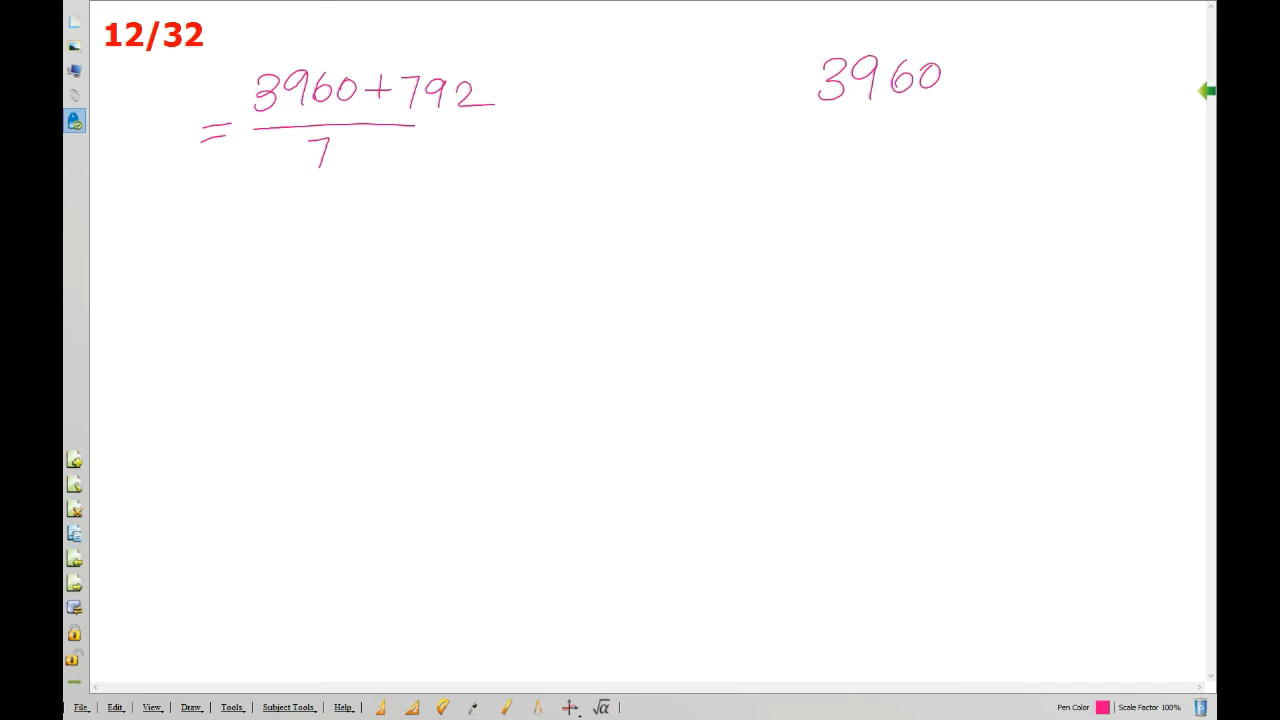 12/32
3960+792 3960
=
7
File Edit View Draw Tools Subject Tools Help Pen Color Scale Factor 100%